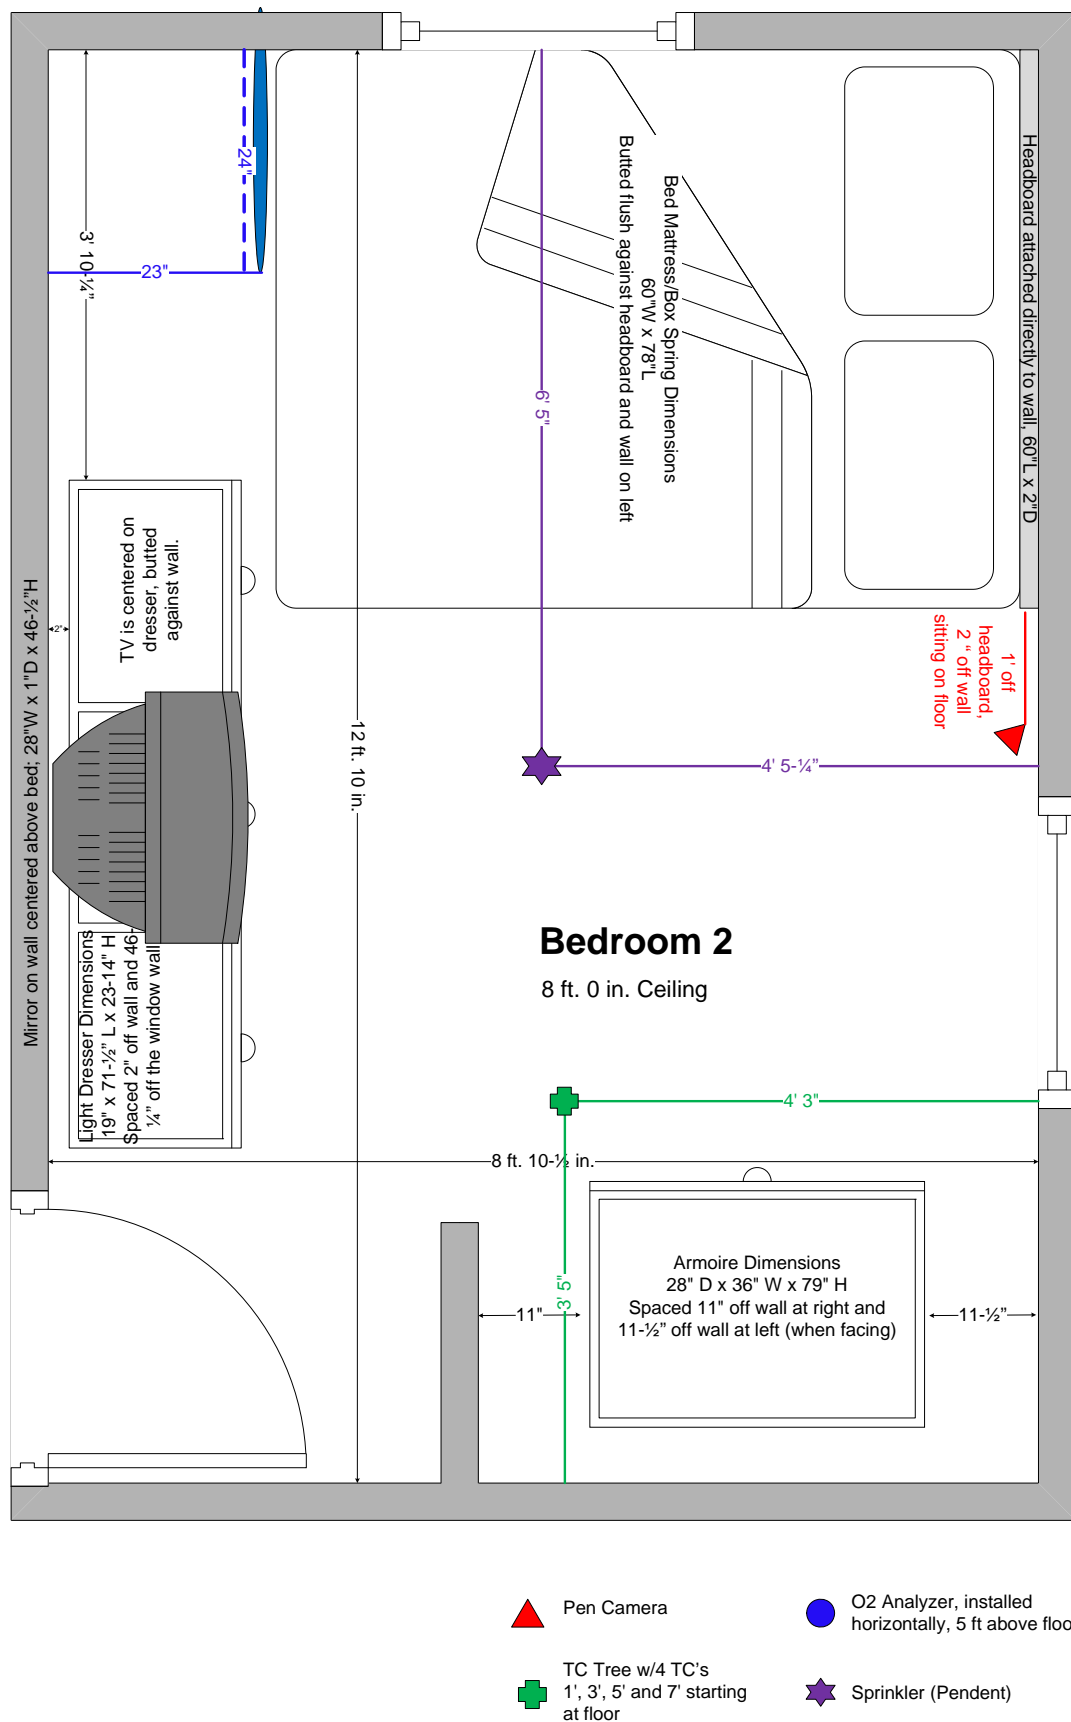 24"
23"
3' 10-¼"
6' 5"
Bed Mattress/Box Spring Dimensions
60"W x 78"L
Butted flush against headboard and wall on left
Headboard attached directly to wall, 60"L x 2"D
TV is centered on
dresser, butted
against wall.
2"
Mirror on wall centered above bed; 28"W x 1"D x 46-½"H
1' off
headboard,
2 " off wall
sitting on floor
12 ft. 10 in.
4' 5-¼"
Light Dresser Dimensions
19" x 71-½" L x 23-14" H
Spaced 2" off wall and 46-
¼" off the window wall
Bedroom 2
8 ft. 0 in. Ceiling
4' 3"
8 ft. 10-½ in.
3' 5"
Armoire Dimensions
28" D x 36" W x 79" H
Spaced 11" off wall at right and
11-½" off wall at left (when facing)
11"
11-½"
Pen Camera
O2 Analyzer, installed
horizontally, 5 ft above floo
TC Tree w/4 TC's
1', 3', 5' and 7' starting
at floor
Sprinkler (Pendent)